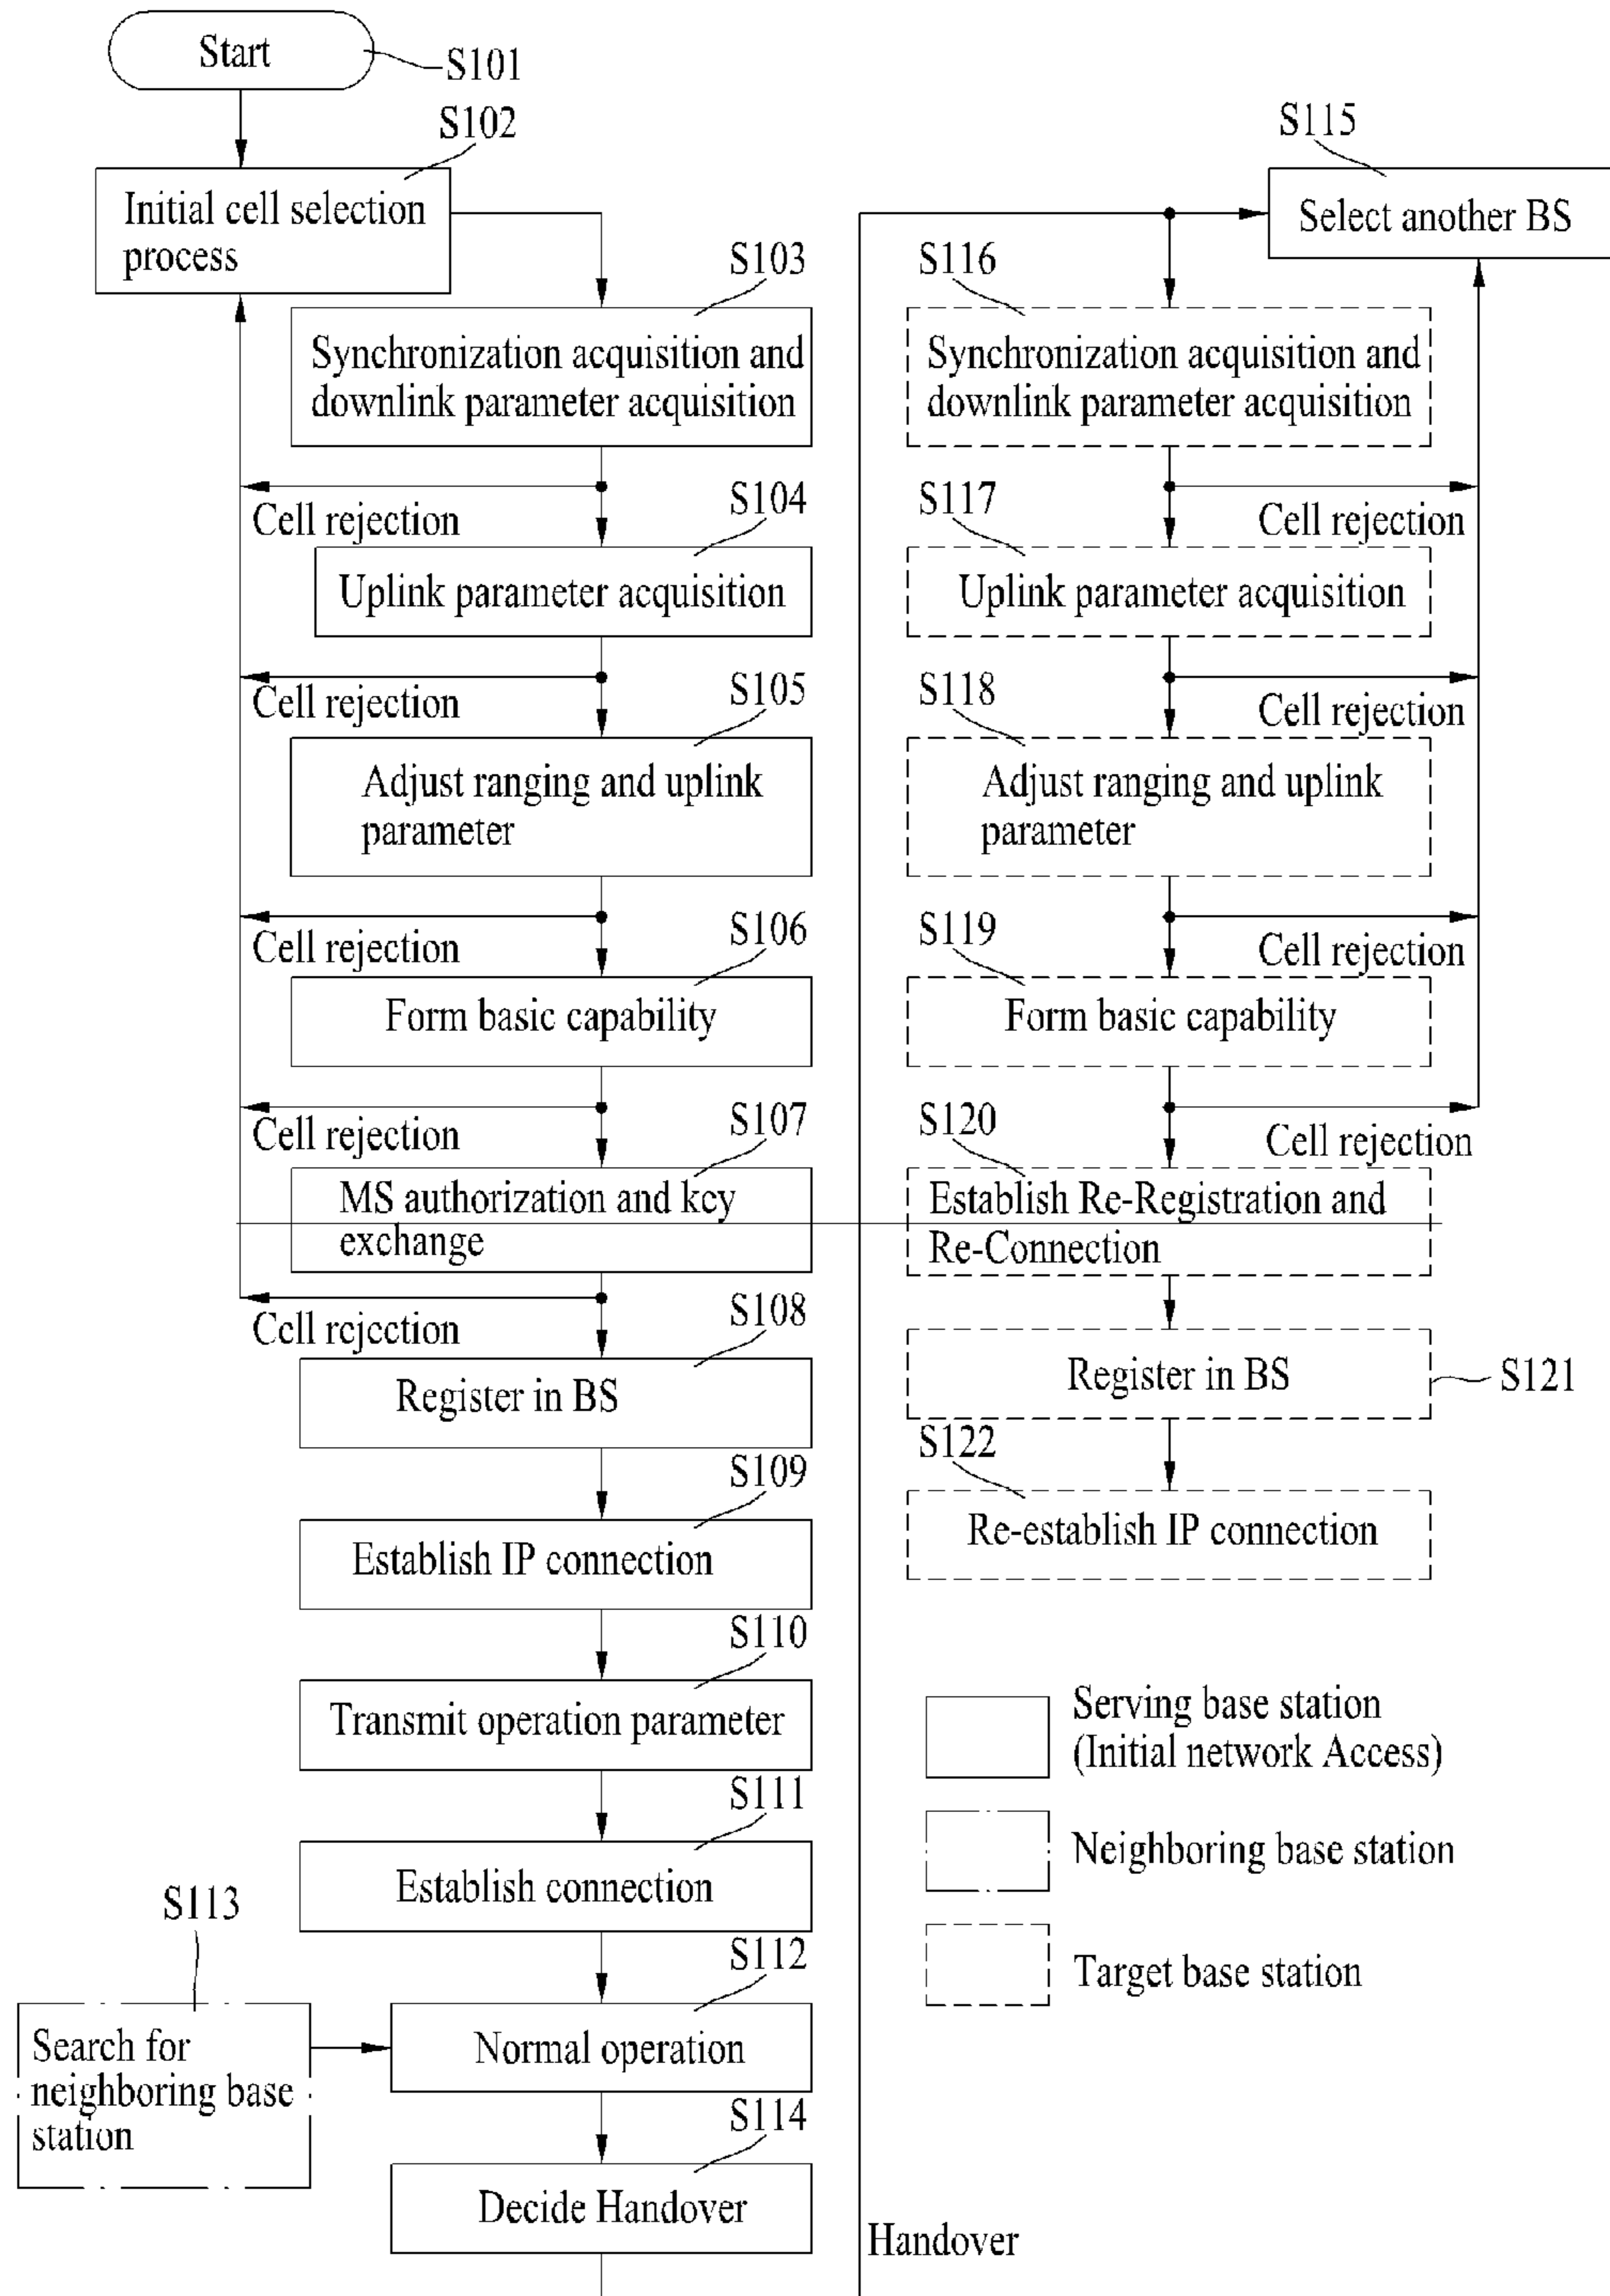 Start
S101
S102
Initial cell selection
process
S103
Synchronization acquisition and
downlink parameter acquisition
Cell rejection
S104
Uplink parameter acquisition
Cell rejection
S105
Adjust ranging and uplink
parameter
Cell rejection
S106
Form basic capability
Cell rejection
S107
MS authorization and key
exchange
Cell rejection
S108
Register in BS
S109
Establish IP connection
S110
Transmit operation parameter
S111
Establish connection
S113
Search for
neighboring base
station
S112
Normal operation
S114
Decide Handover
Handover
S115
Select another BS
S116
Synchronization acquisition and
downlink parameter acquisition
Cell rejection
S117
Uplink parameter acquisition
Cell rejection
S118
Adjust ranging and uplink
parameter
Cell rejection
S119
Form basic capability
Cell rejection
S120
Establish Re-Registration and
Re-Connection
Register in BS
S121
S122
Re-establish IP connection
Serving base station
(Initial network Access)
Neighboring base station
Target base station